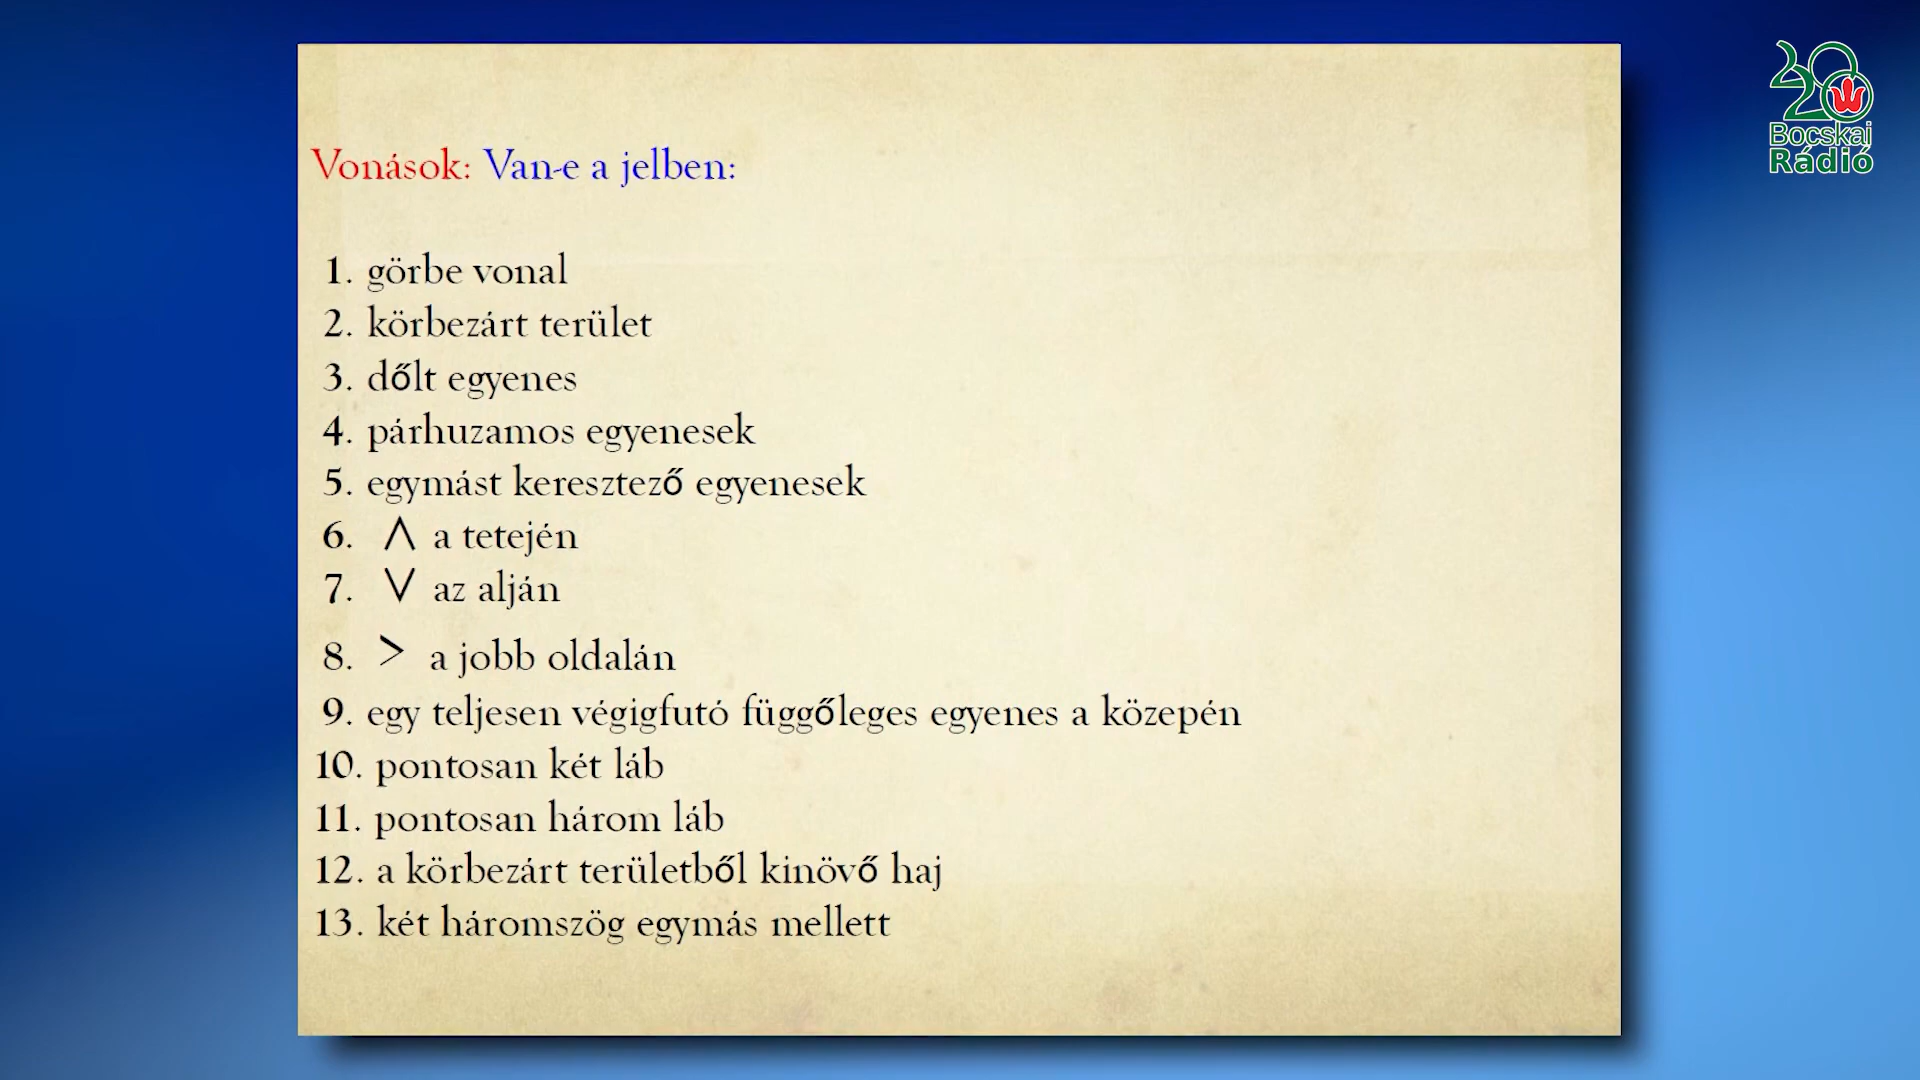 Vonások: Van-e a jelben:
1. görbe vonal
2. körbezárt terület
3. dőlt egyenes
4. párhuzamos egyenesek
5. egymást keresztező egyenesek
6. Λ a tetején
7. V az alján
8. > a jobb oldalán
9. egy teljesen végigfutó függőleges egyenes a közepén
10. pontosan két láb
11. pontosan három láb
12. a körbezárt területből kinövő haj
13. két háromszög egymás mellett
20
Bocskai
Rádió